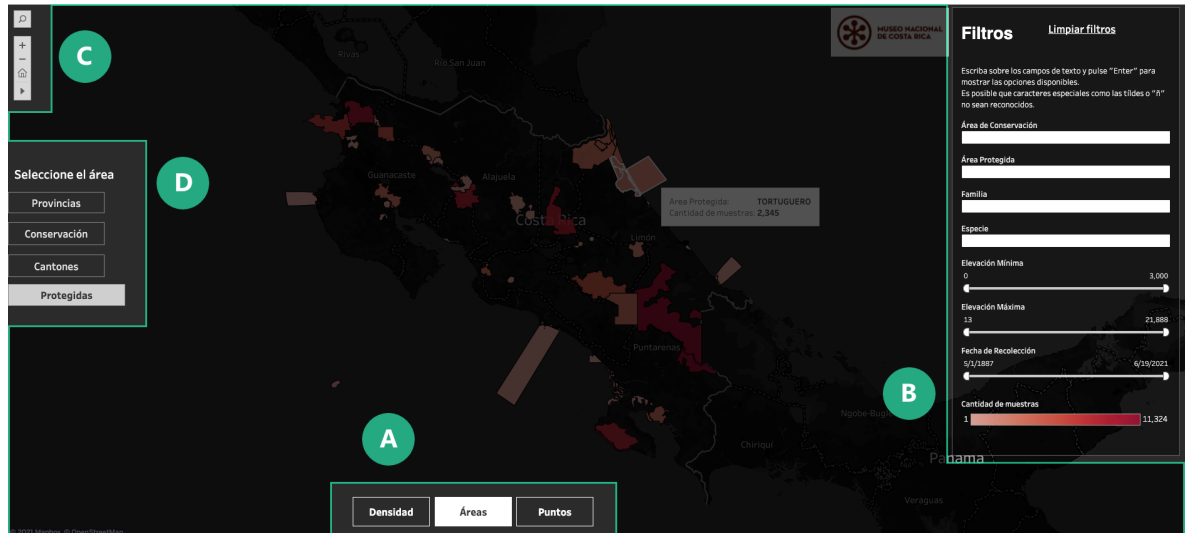 C
Rivas
Río San Juan
MUSEO NACIONAL
DE COSTA RICA
Filtros
Limpiar filtros
Escriba sobre los campos de texto y pulse "Enter" para
mostrar las opciones disponibles.
Es posible que caracteres especiales como las tildes o "ñ"
no sean reconocidos.
Área de Conservación
Área Protegida
Familia
Especie
Elevación Mínima
0 3,000
Elevación Máxima
13 21,888
Fecha de Recolección
5/1/1887 6/19/2021
Cantidad de muestras
1 11,324
D
Seleccione el área
Provincias
Conservación
Cantones
Protegidas
Guanacaste
Alajuela
Costa Rica
Area Protegida: TORTUGUERO
Cantidad de muestras: 2,345
Limón
Puntarenas
B
Ngobe-Bugle
A
Chiriquí
Panama
Veraguas
Densidad
Áreas
Puntos
© 2021 Mapbox © OpenStreetMap